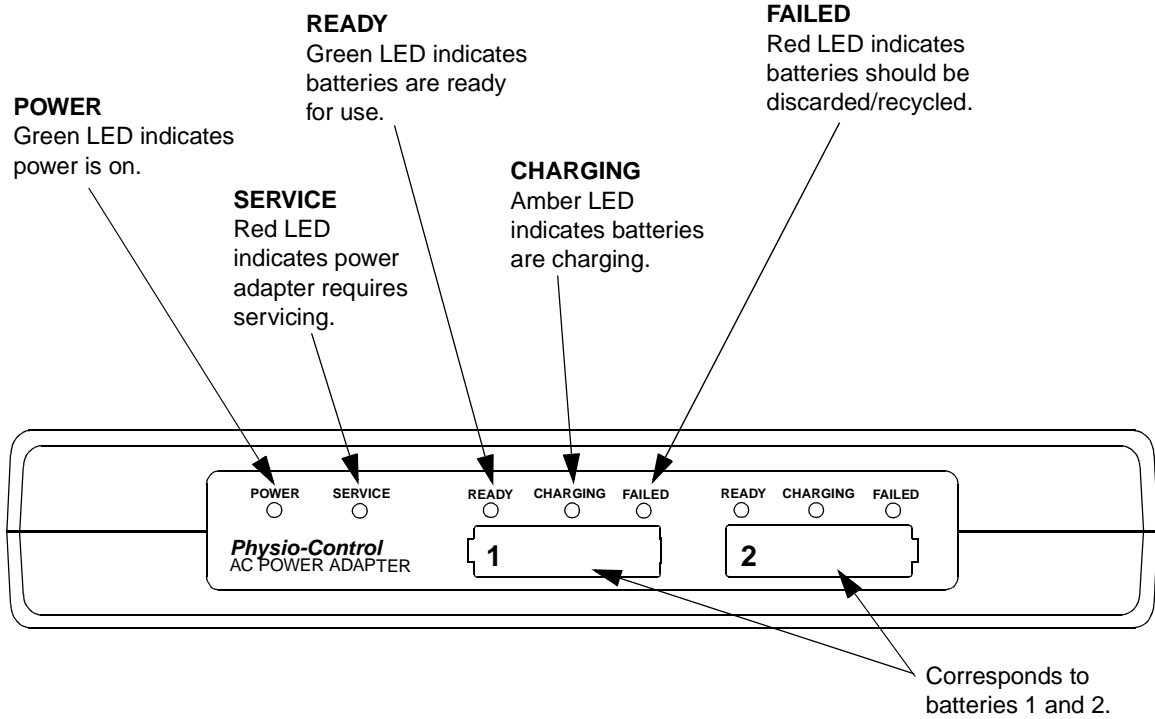 READY
Green LED indicates
batteries are ready
for use.
FAILED
Red LED indicates
batteries should be
discarded/recycled.
POWER
Green LED indicates
power is on.
SERVICE
Red LED
indicates power
adapter requires
servicing.
CHARGING
Amber LED
indicates batteries
are charging.
POWER SERVICE READY CHARGING FAILED READY CHARGING FAILED
Physio-Control
AC POWER ADAPTER
1
2
Corresponds to
batteries 1 and 2.